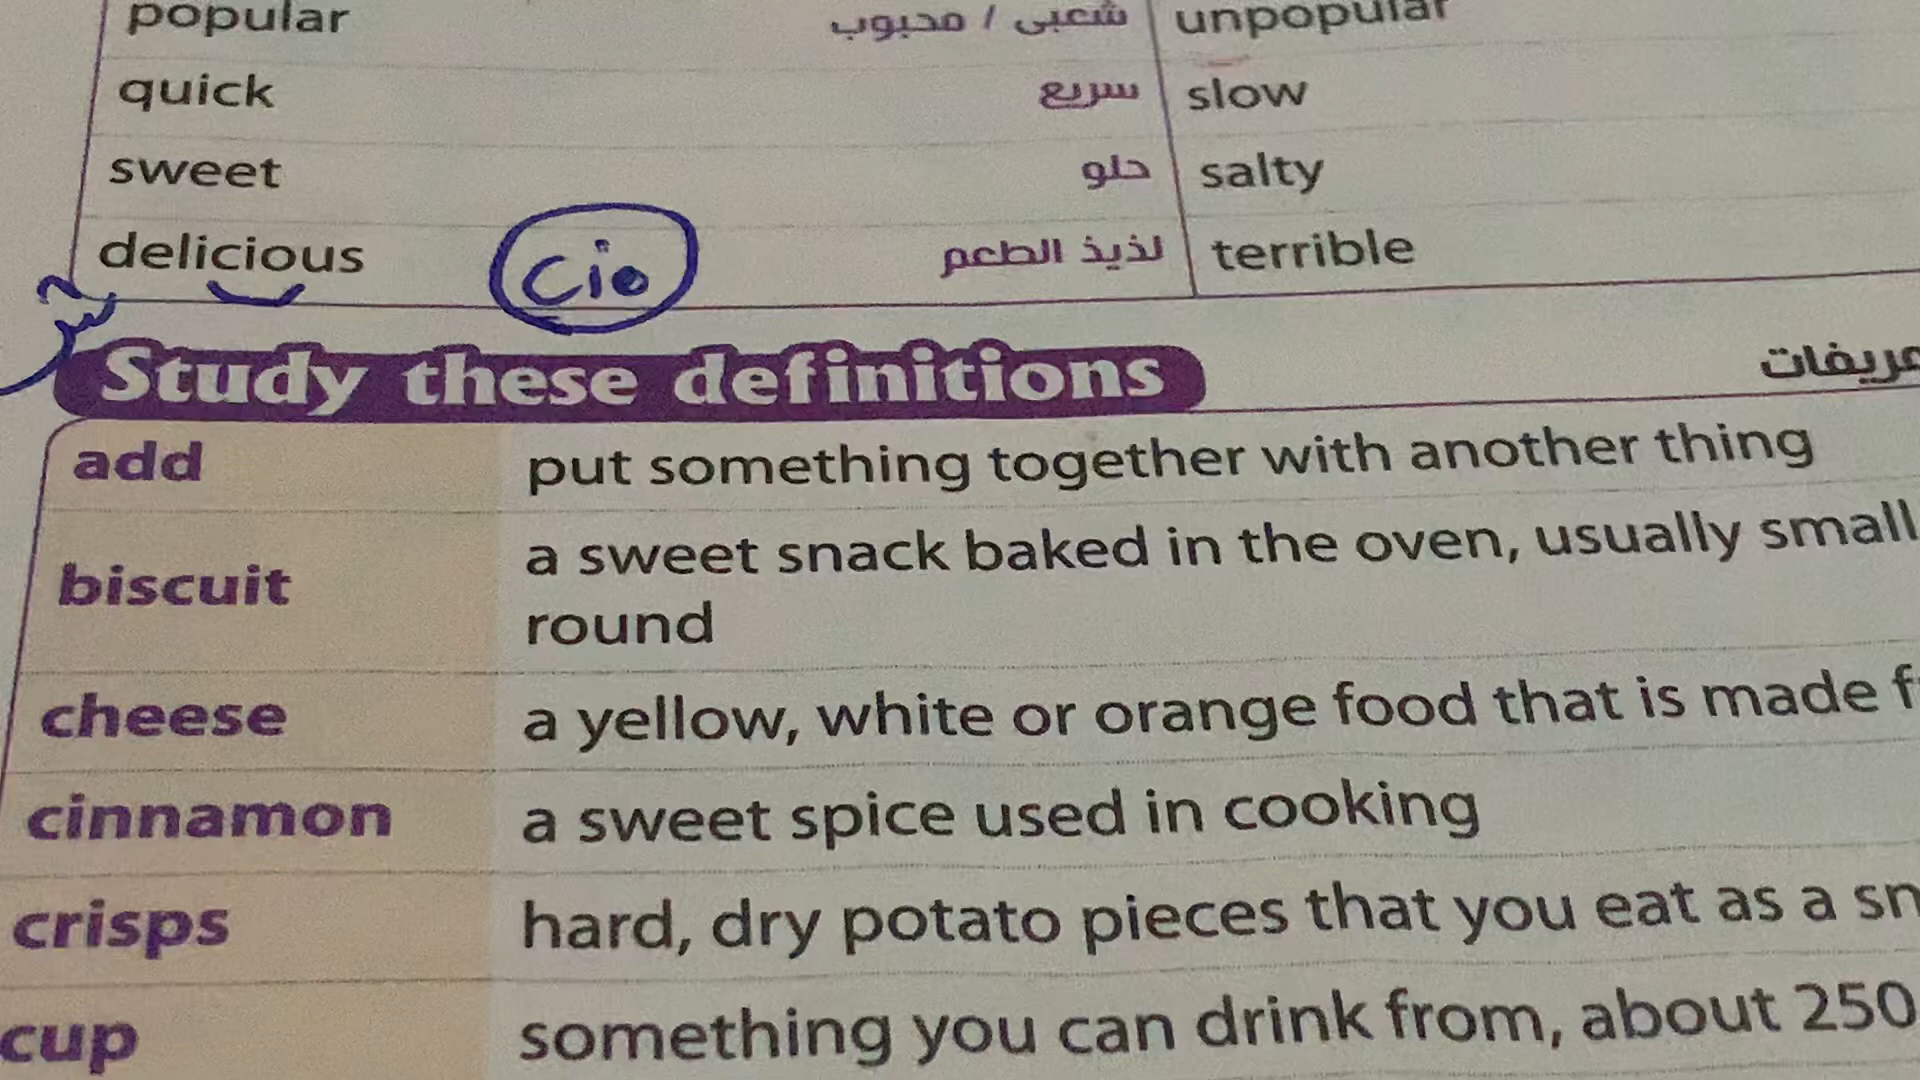 popular شعبى / محبوب unpopular
quick سريع slow
sweet حلو salty
delicious cio لذيذ الطعم terrible
Study these definitions
add put something together with another thing
biscuit a sweet snack baked in the oven, usually small
round
cheese a yellow, white or orange food that is made
cinnamon a sweet spice used in cooking
crisps hard, dry potato pieces that you eat as a
cup something you can drink from, about 250